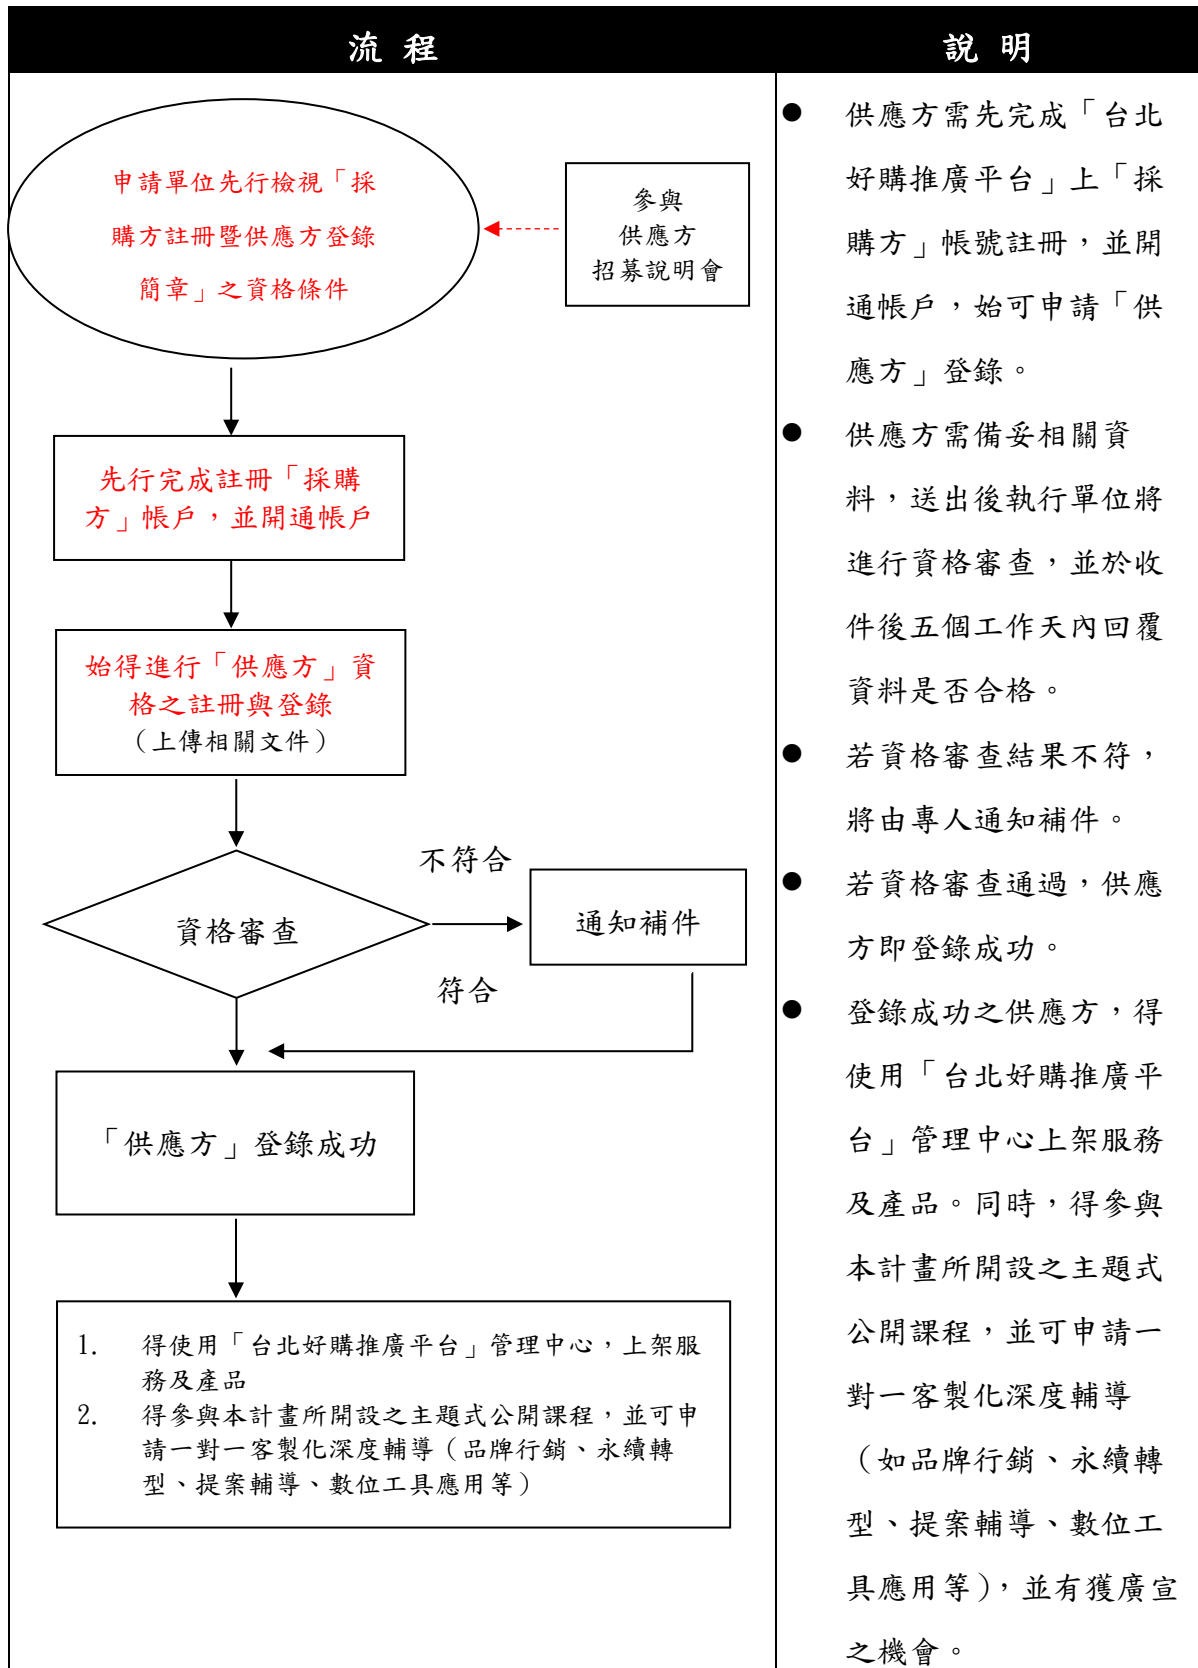 流 程
說 明
申請單位先行檢視「採
購方註冊暨供應方登錄
簡章」之資格條件
參與
供應方
招募說明會
先行完成註冊「採購
方」帳戶，並開通帳戶
始得進行「供應方」資
格之註冊與登錄
（上傳相關文件）
資格審查
不符合
通知補件
符合
「供應方」登錄成功
1. 得使用「台北好購推廣平台」管理中心，上架服
務及產品
2. 得參與本計畫所開設之主題式公開課程，並可申
請一對一客製化深度輔導（品牌行銷、永續轉
型、提案輔導、數位工具應用等）
● 供應方需先完成「台北
好購推廣平台」上「採
購方」帳號註冊，並開
通帳戶，始可申請「供
應方」登錄。
● 供應方需備妥相關資
料，送出後執行單位將
進行資格審查，並於收
件後五個工作天內回覆
資料是否合格。
● 若資格審查結果不符，
將由專人通知補件。
● 若資格審查通過，供應
方即登錄成功。
● 登錄成功之供應方，得
使用「台北好購推廣平
台」管理中心上架服務
及產品。同時，得參與
本計畫所開設之主題式
公開課程，並可申請一
對一客製化深度輔導
（如品牌行銷、永續轉
型、提案輔導、數位工
具應用等），並有獲廣宣
之機會。